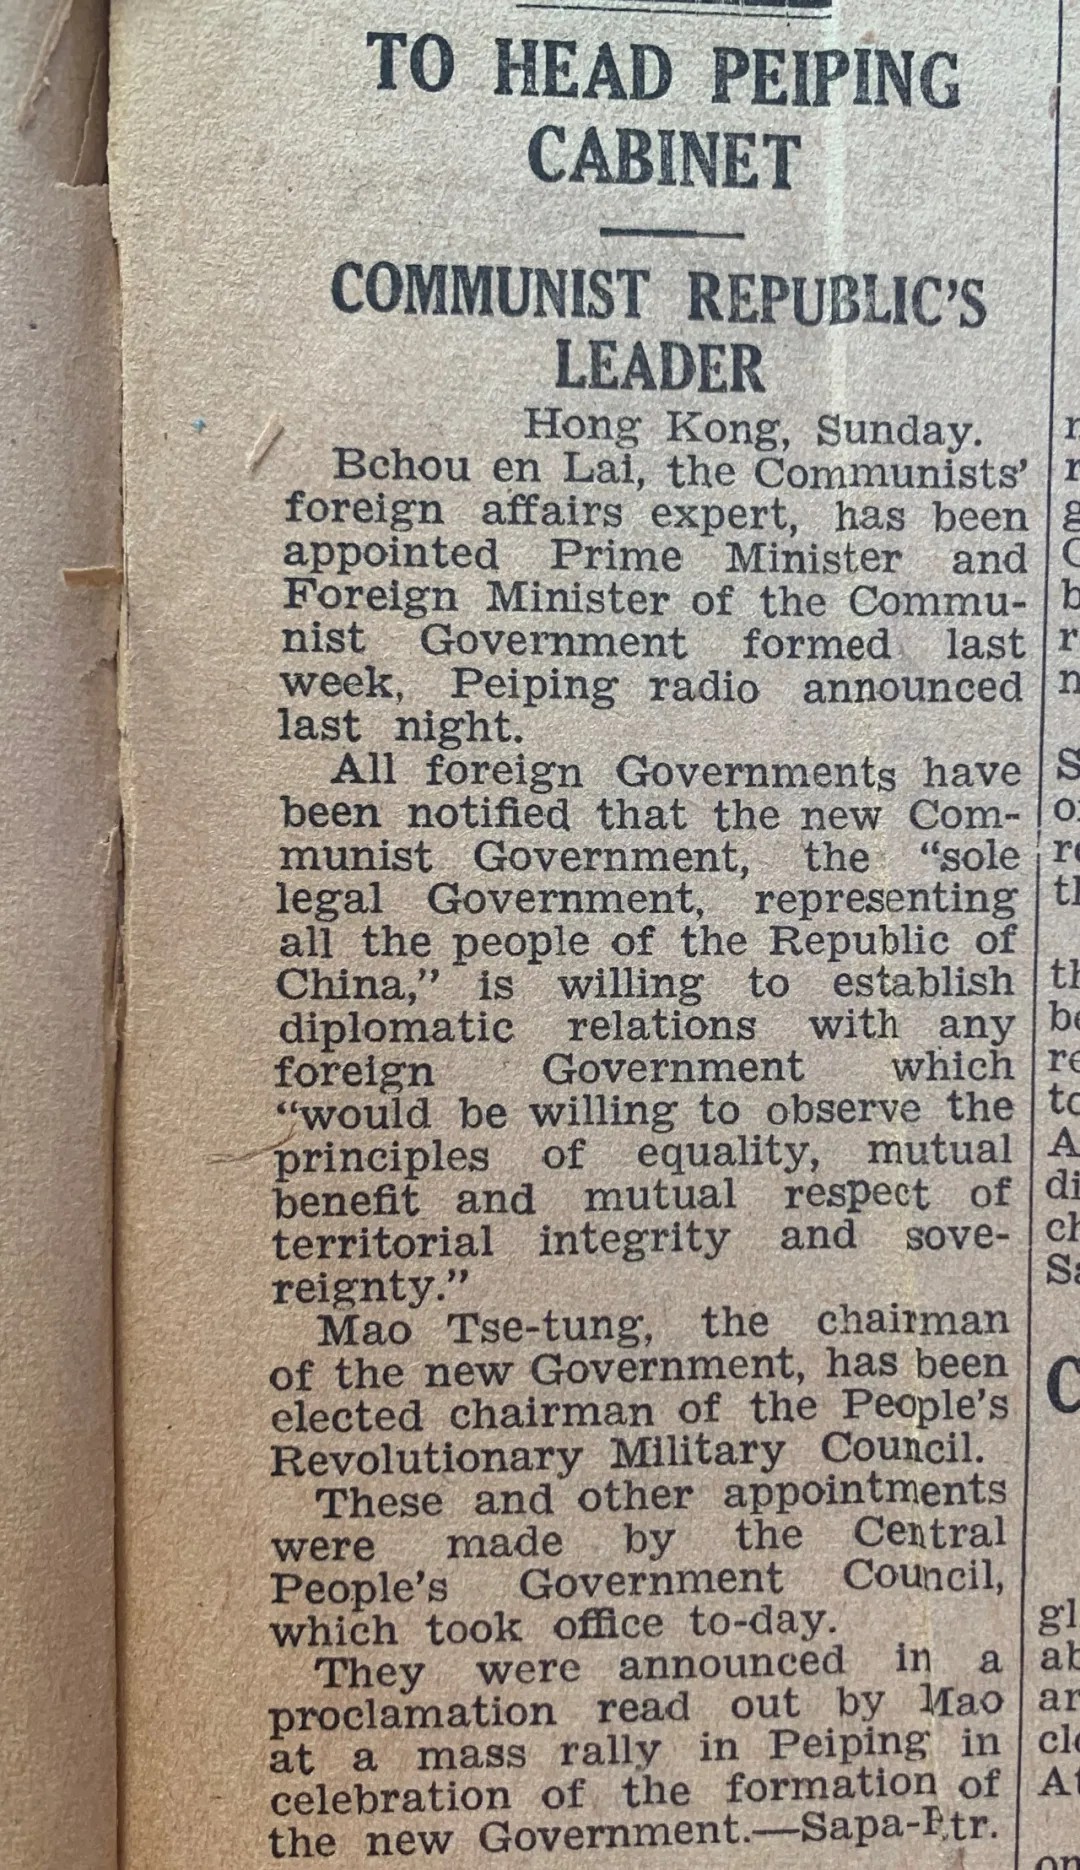 TO HEAD PEIPING
CABINET
COMMUNIST REPUBLIC'S
LEADER
Hong Kong, Sunday.
Bchou en Lai, the Communists'
foreign affairs expert, has been
appointed Prime Minister and
Foreign Minister of the Commu-
nist Government formed last
week, Peiping radio announced
last night.
All foreign Governments have
been notified that the new Com-
munist Government, the “sole
legal Government, representing
all the people of the Republic of
China,” is willing to establish
diplomatic relations with any
foreign Government which
“would be willing to observe the
principles of equality, mutual
benefit and mutual respect of
territorial integrity and sove-
reignty.”
Mao Tse-tung, the chairman
of the new Government, has been
elected chairman of the People's
Revolutionary Military Council.
These and other appointments
were made by the Central
People's Government Council,
which took office to-day.
They were announced in a
proclamation read out by Mao
at a mass rally in Peiping in
celebration of the formation of
the new Government.—Sapa-Rtr.